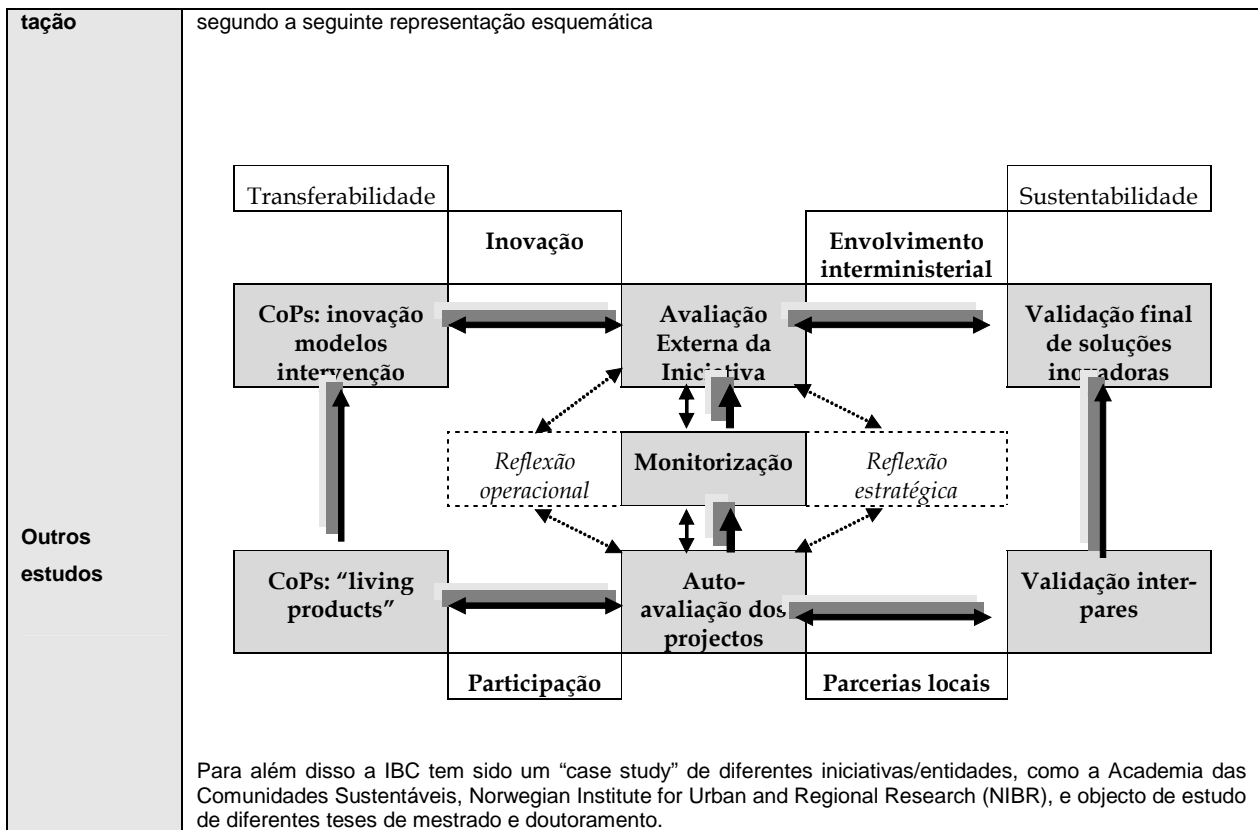 tação
segundo a seguinte representação esquemática
Transferabilidade
Sustentabilidade
Inovação
Envolvimento
interministerial
CoPs: inovação
modelos
intervenção
Avaliação
Externa da
Iniciativa
Validação final
de soluções
inovadoras
Reflexão
operacional
Monitorização
Reflexão
estratégica
Outros
estudos
CoPs: “living
products”
Auto-
avaliação dos
projectos
Validação inter-
pares
Participação
Parcerias locais
Para além disso a IBC tem sido um “case study” de diferentes iniciativas/entidades, como a Academia das
Comunidades Sustentáveis, Norwegian Institute for Urban and Regional Research (NIBR), e objecto de estudo
de diferentes teses de mestrado e doutoramento.